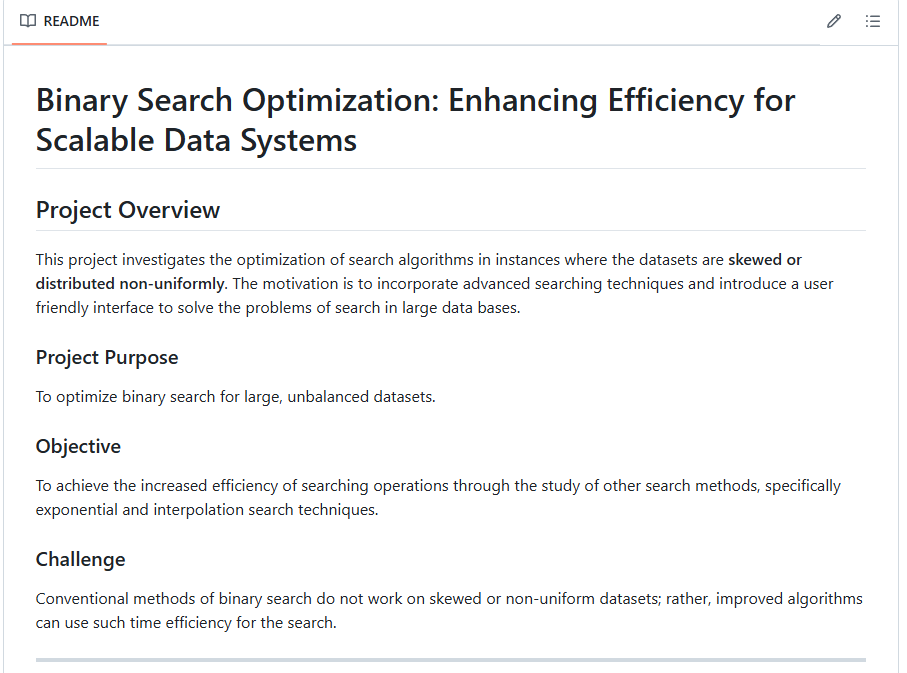 README
Binary Search Optimization: Enhancing Efficiency for
Scalable Data Systems
Project Overview
This project investigates the optimization of search algorithms in instances where the datasets are skewed or
distributed non-uniformly. The motivation is to incorporate advanced searching techniques and introduce a user
friendly interface to solve the problems of search in large data bases.
Project Purpose
To optimize binary search for large, unbalanced datasets.
Objective
To achieve the increased efficiency of searching operations through the study of other search methods, specifically
exponential and interpolation search techniques.
Challenge
Conventional methods of binary search do not work on skewed or non-uniform datasets; rather, improved algorithms
can use such time efficiency for the search.